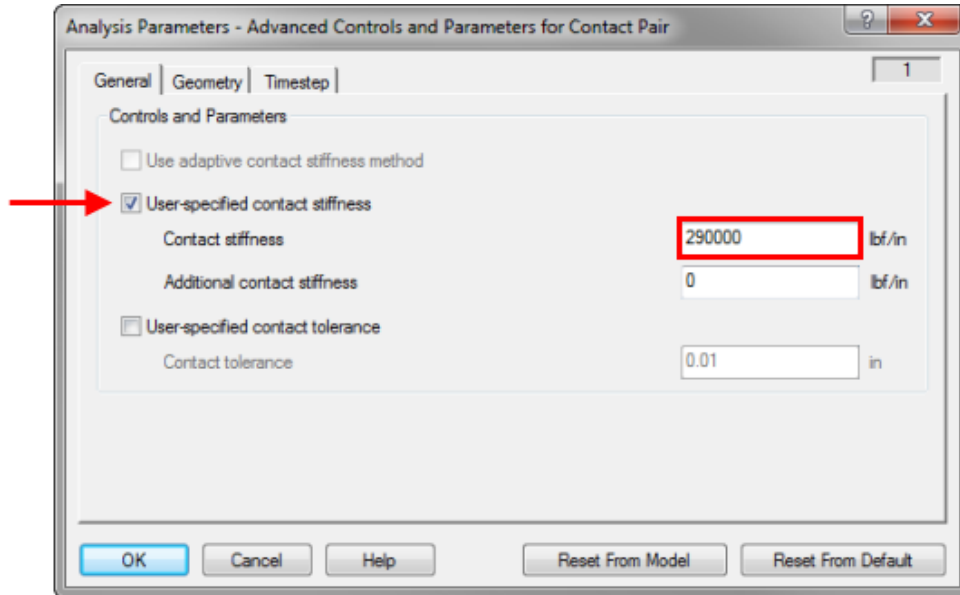 Analysis Parameters - Advanced Controls and Parameters for Contact Pair
?
X
General
Geometry
Timestep
1
Controls and Parameters
Use adaptive contact stiffness method
User-specified contact stiffness
Contact stiffness 290000 lbf/in
Additional contact stiffness 0 lbf/in
User-specified contact tolerance
Contact tolerance 0.01 in
OK
Cancel
Help
Reset From Model
Reset From Default